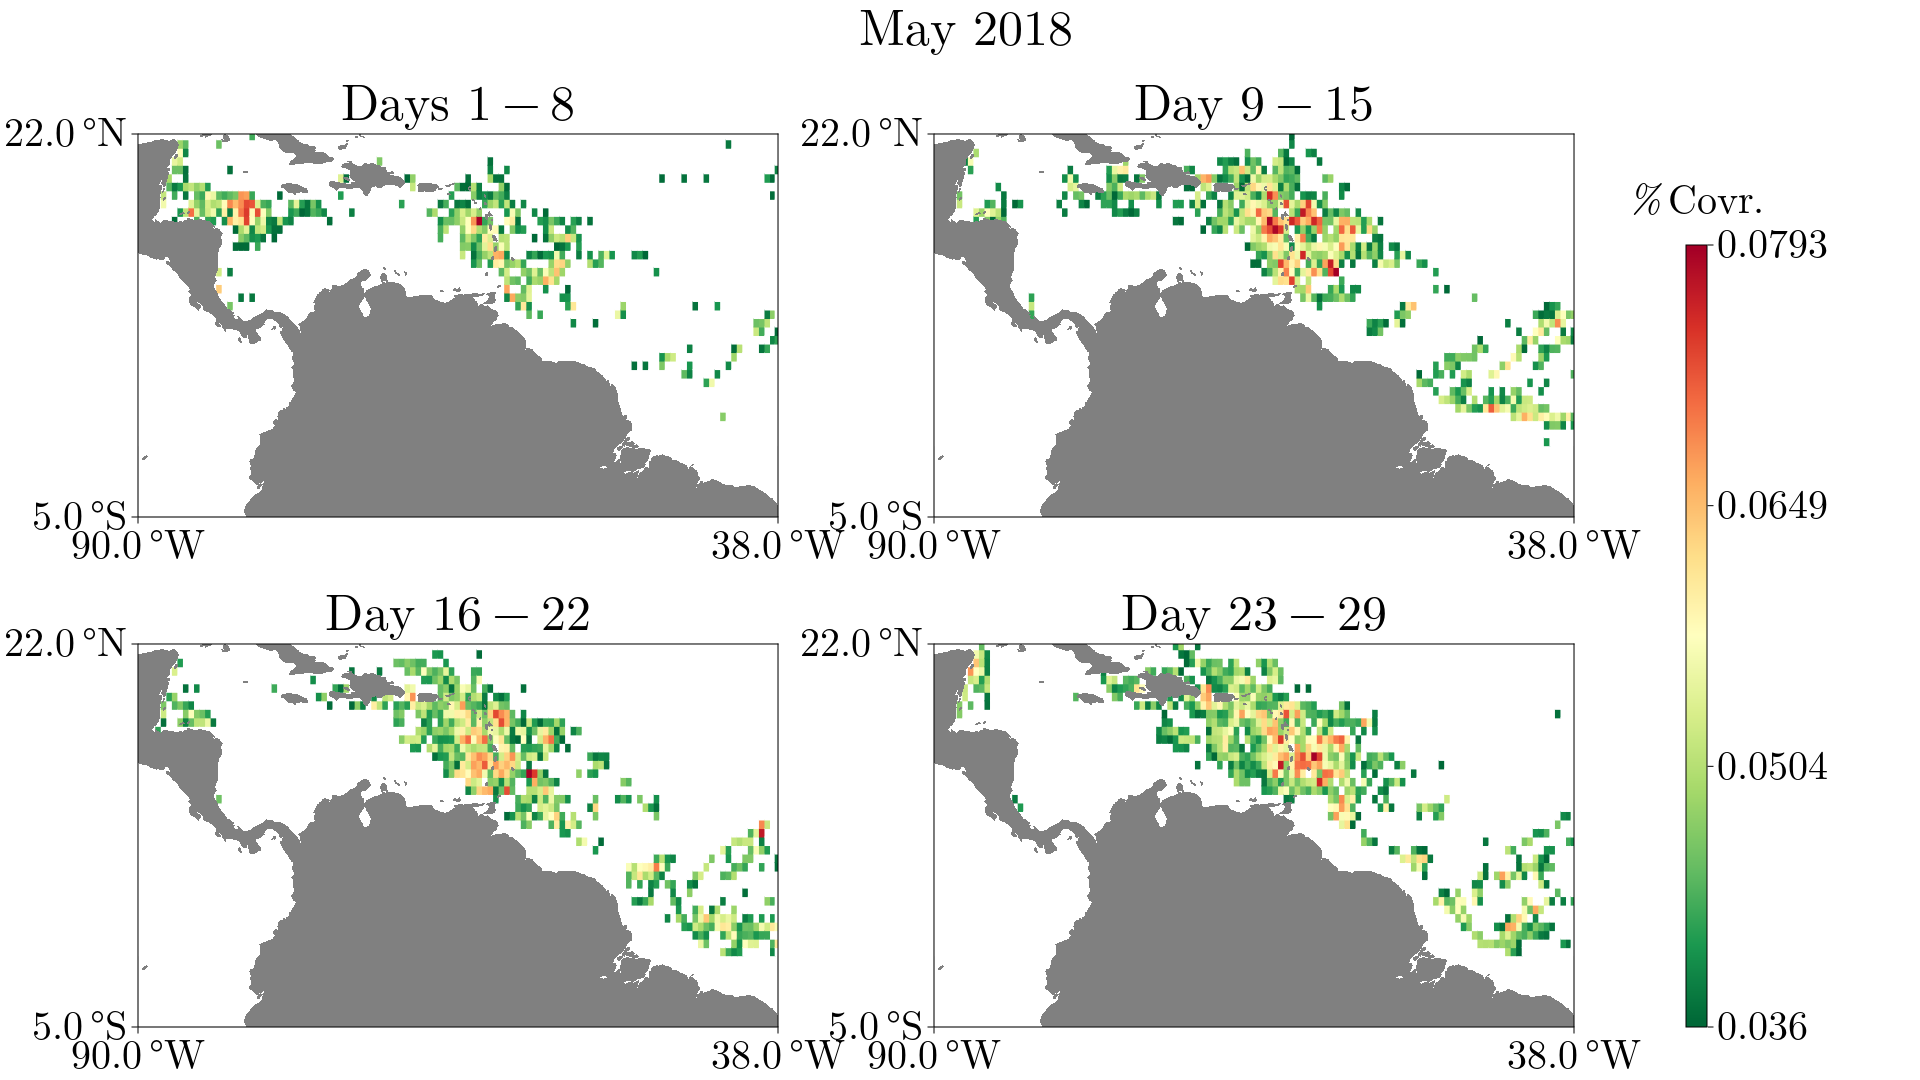 May 2018
Days 1 – 8
Day 9 – 15
22.0 °N
5.0 °S
90.0 °W
38.0 °W
22.0 °N
5.0 °S
90.0 °W
38.0 °W
% Covr.
0.0793
0.0649
0.0504
0.036
Day 16 – 22
Day 23 – 29
22.0 °N
5.0 °S
90.0 °W
38.0 °W
22.0 °N
5.0 °S
90.0 °W
38.0 °W